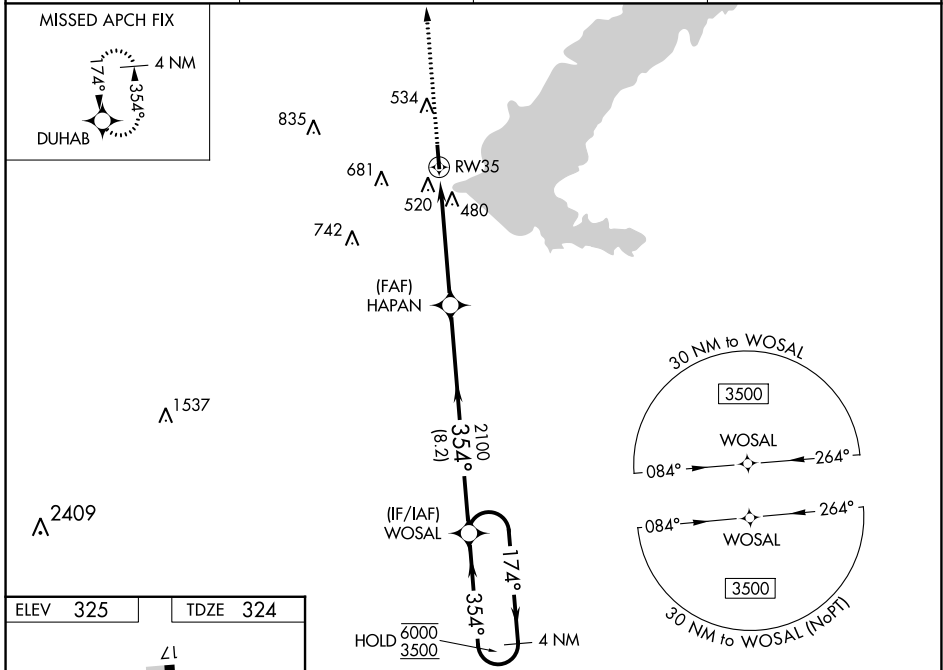 MISSED APCH FIX
4 NM
174°
354°
DUHAB
534
835
681
RW35
520
480
742
(FAF)
HAPAN
30 NM to WOSAL
3500
WOSAL
084°
264°
1537
2100
354°
(8.2)
084°
264°
WOSAL
3500
30 NM to WOSAL (NoPT)
2409
(IF/IAF)
WOSAL
174°
354°
HOLD
6000
3500
4 NM
ELEV 325
TDZE 324
17